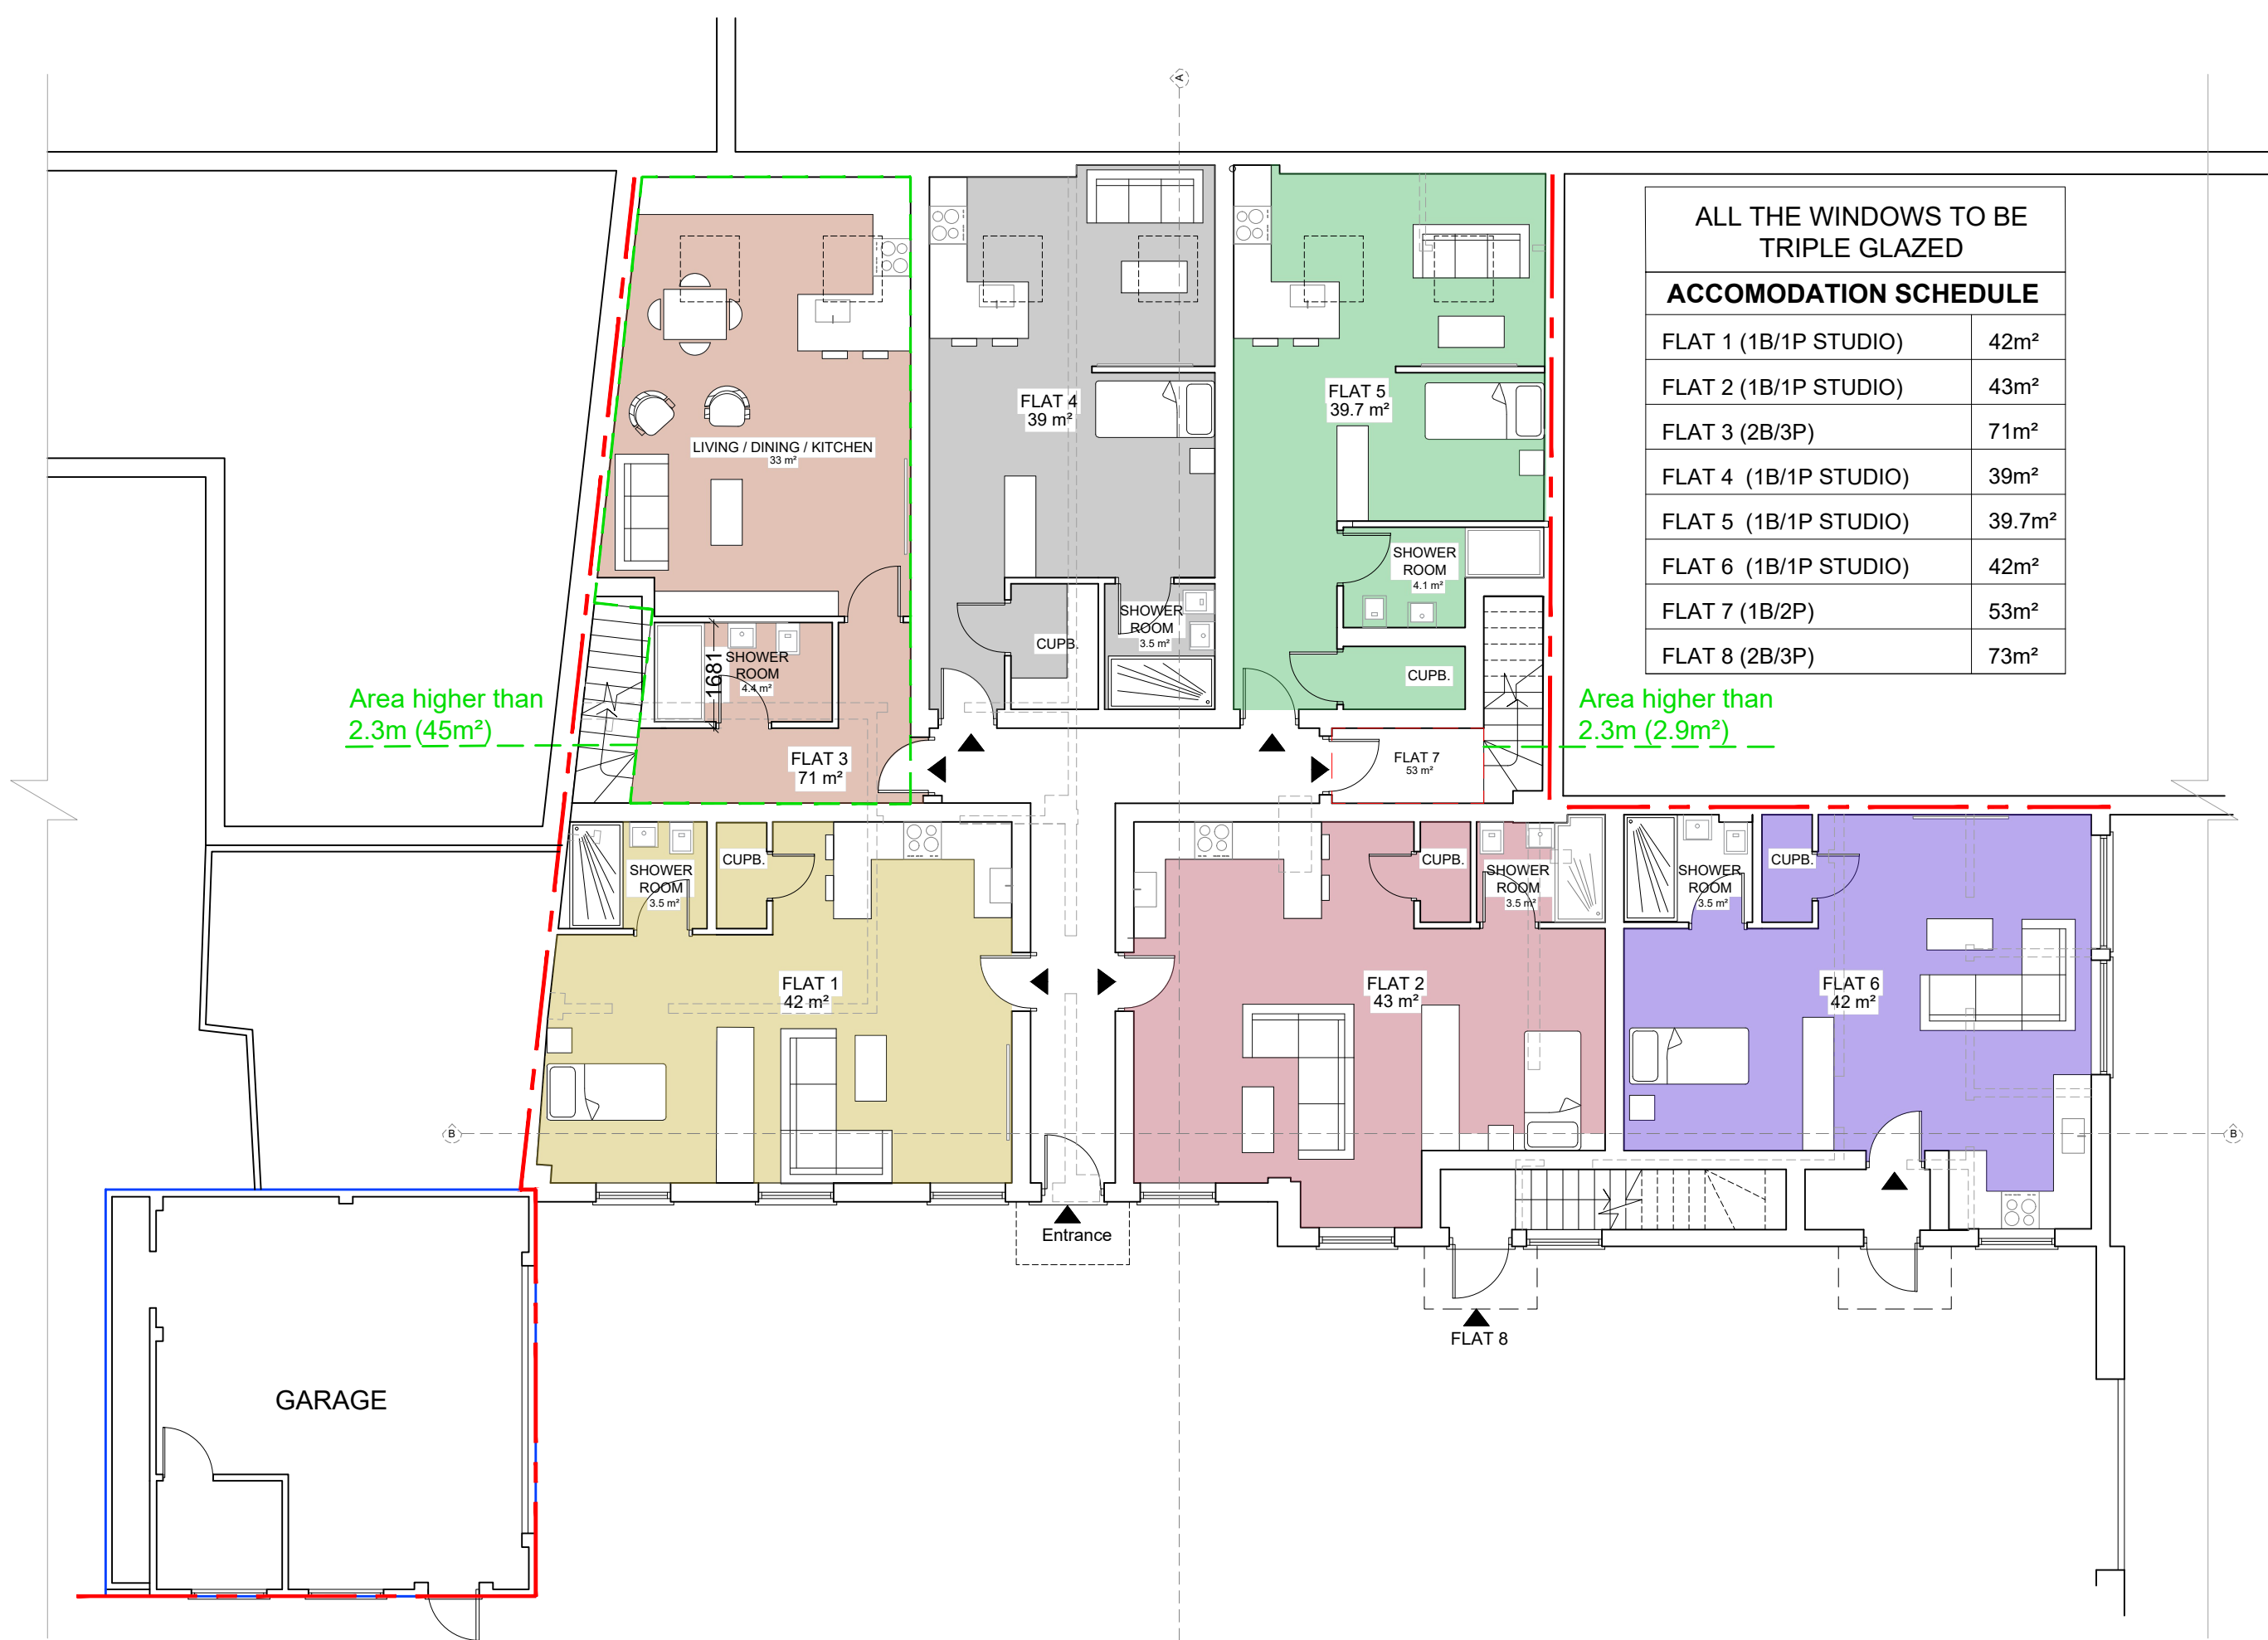 A
ALL THE WINDOWS TO BE
TRIPLE GLAZED
ACCOMODATION SCHEDULE
FLAT 1 (1B/1P STUDIO) 42m²
FLAT 2 (1B/1P STUDIO) 43m²
FLAT 3 (2B/3P) 71m²
FLAT 4 (1B/1P STUDIO) 39m²
FLAT 5 (1B/1P STUDIO) 39.7m²
FLAT 6 (1B/1P STUDIO) 42m²
FLAT 7 (1B/2P) 53m²
FLAT 8 (2B/3P) 73m²
LIVING / DINING / KITCHEN
33 m²
FLAT 4
39 m²
FLAT 5
39.7 m²
SHOWER
ROOM
4.1 m²
CUPB.
SHOWER
ROOM
3.5 m²
CUPB.
1681
SHOWER
ROOM
4.4 m²
Area higher than
2.3m (45m²)
Area higher than
2.3m (2.9m²)
FLAT 3
71 m²
FLAT 7
53 m²
SHOWER
ROOM
3.5 m²
CUPB.
CUPB.
SHOWER
ROOM
3.5 m²
SHOWER
ROOM
3.5 m²
CUPB.
FLAT 1
42 m²
FLAT 2
43 m²
FLAT 6
42 m²
B
B
Entrance
FLAT 8
GARAGE